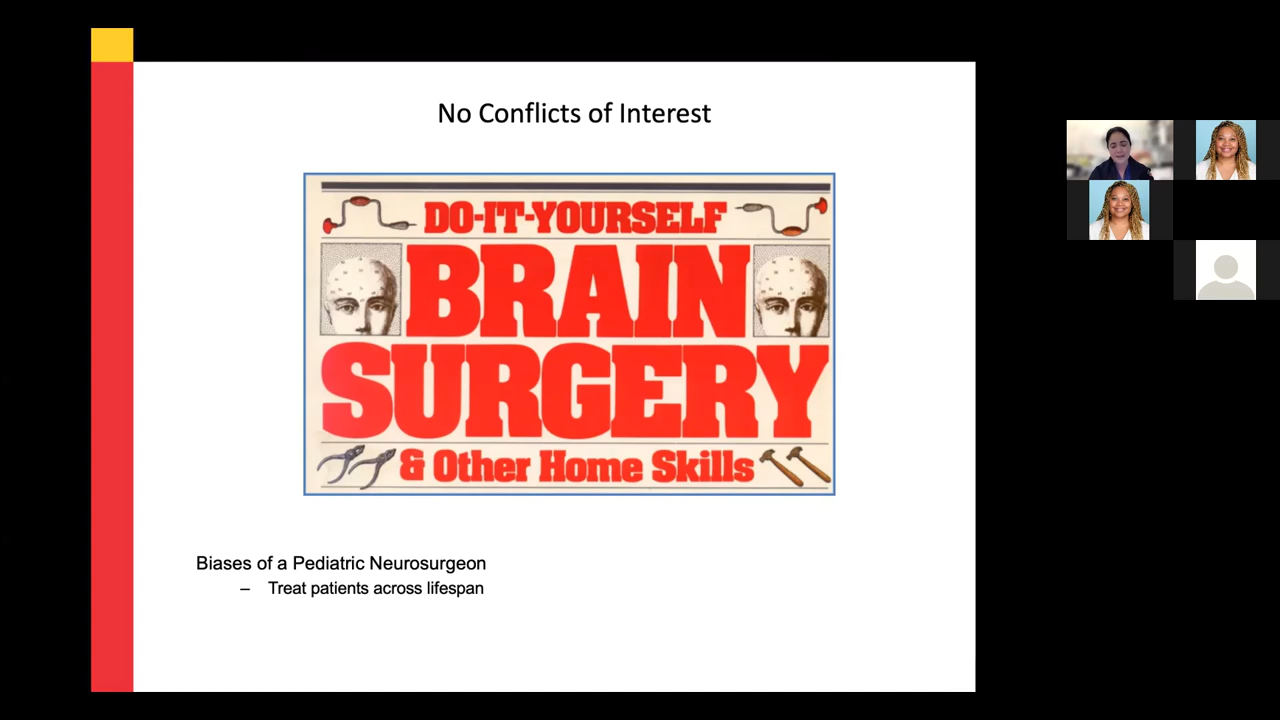 No Conflicts of Interest
DO-IT-YOURSELF
BRAIN
SURGERY
& Other Home Skills
Biases of a Pediatric Neurosurgeon
– Treat patients across lifespan